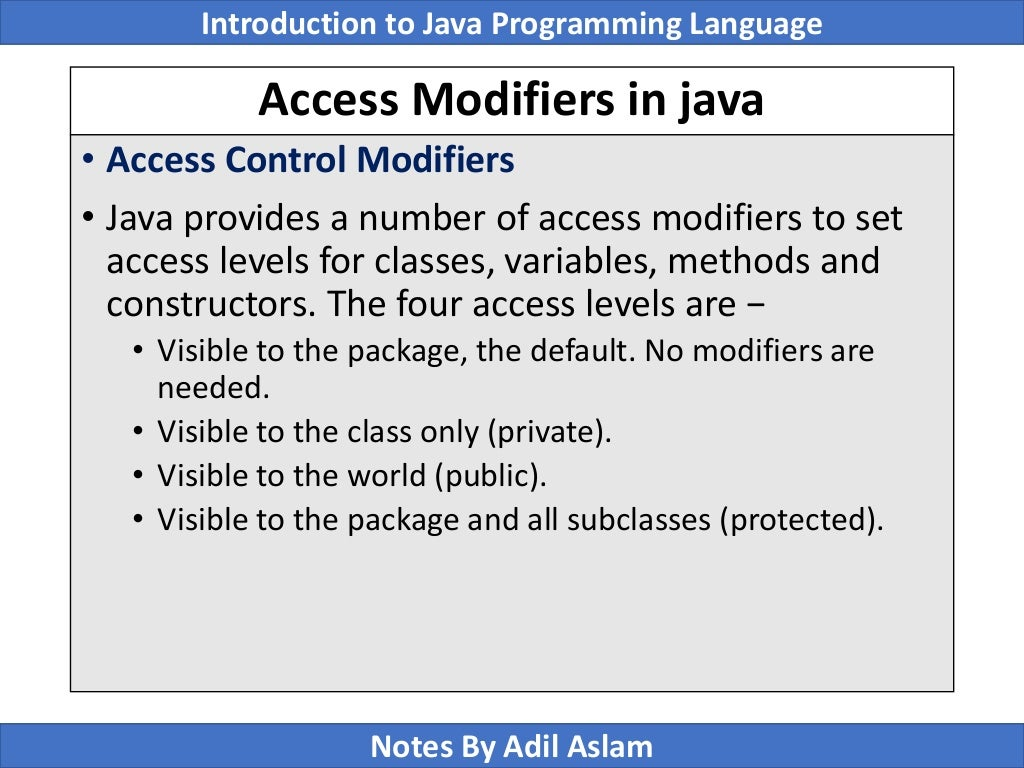 Introduction to Java Programming Language
Access Modifiers in java
• Access Control Modifiers
• Java provides a number of access modifiers to set
access levels for classes, variables, methods and
constructors. The four access levels are −
• Visible to the package, the default. No modifiers are
needed.
• Visible to the class only (private).
• Visible to the world (public).
• Visible to the package and all subclasses (protected).
Notes By Adil Aslam